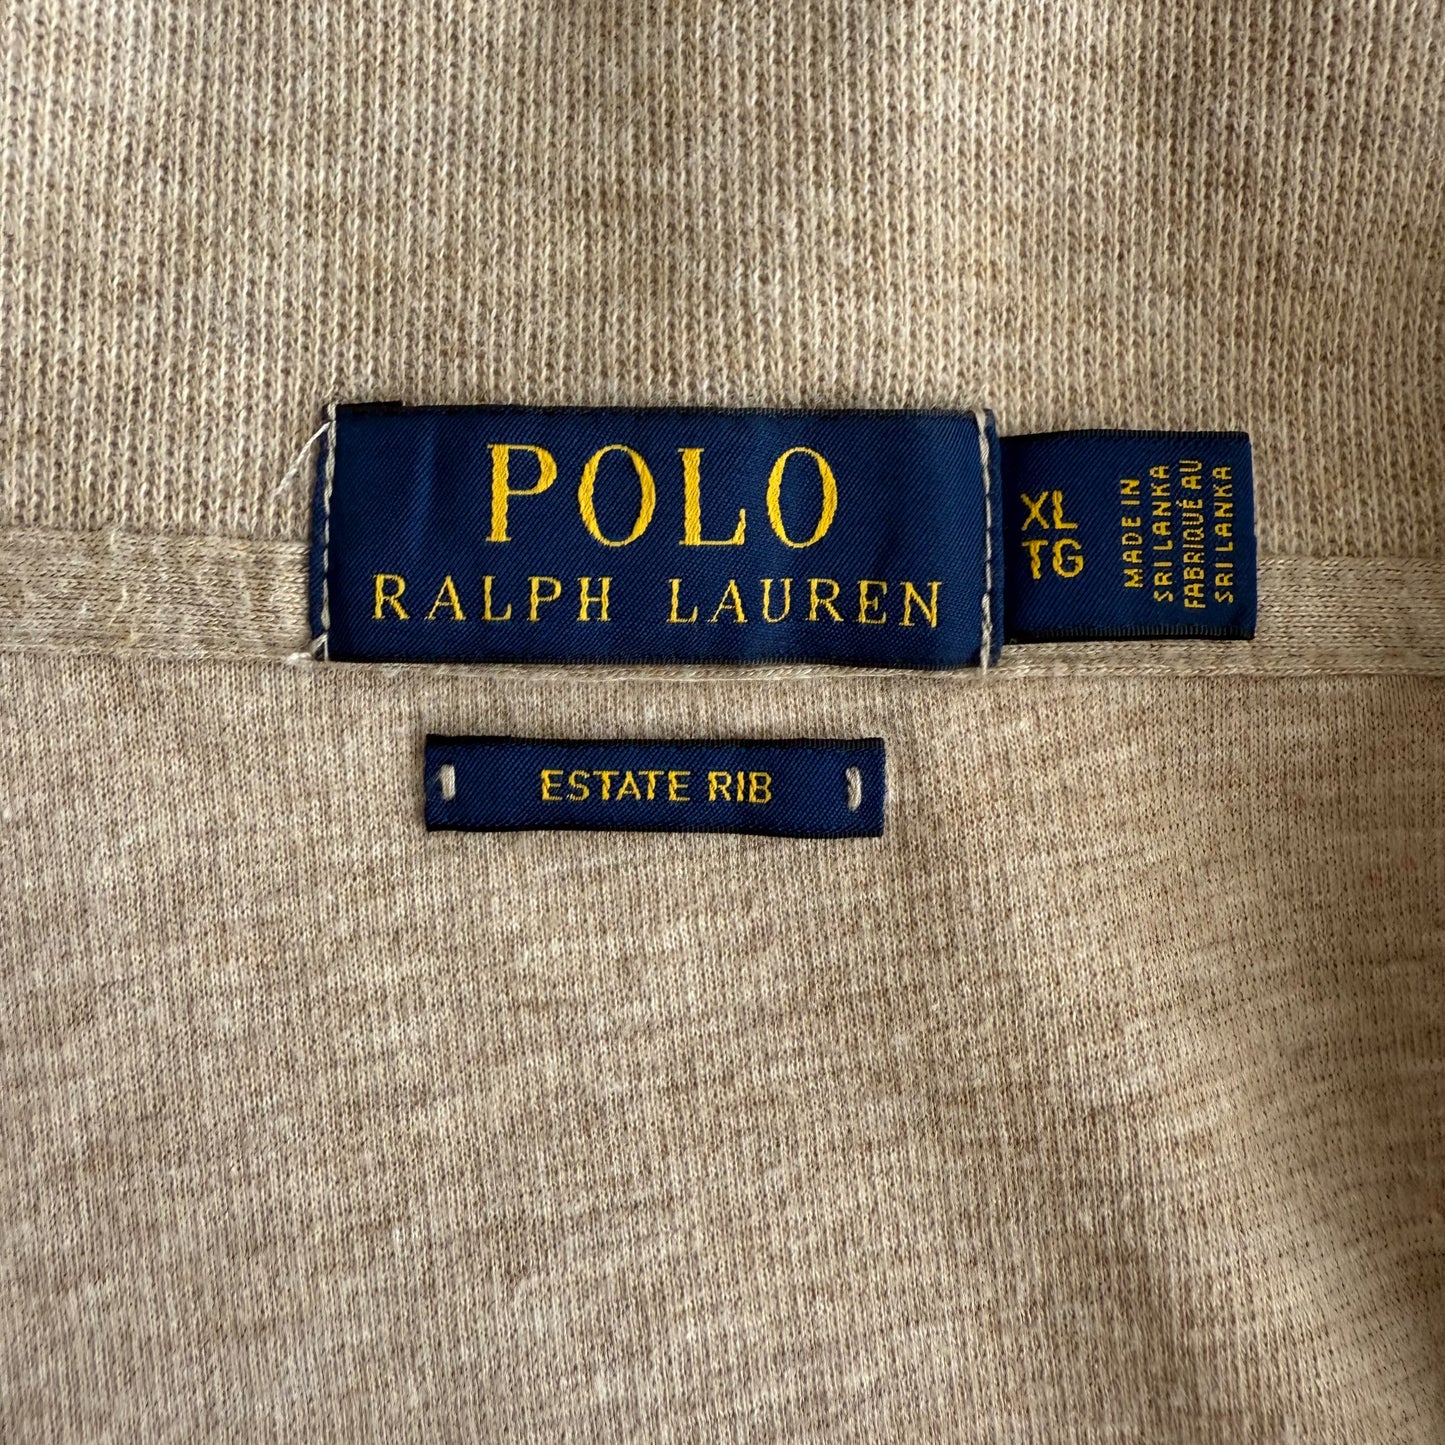 POLO
RALPH LAUREN
XL
TG
MADE IN
SRI LANKA
FABRIQUÉ AU
SRI LANKA
ESTATE RIB